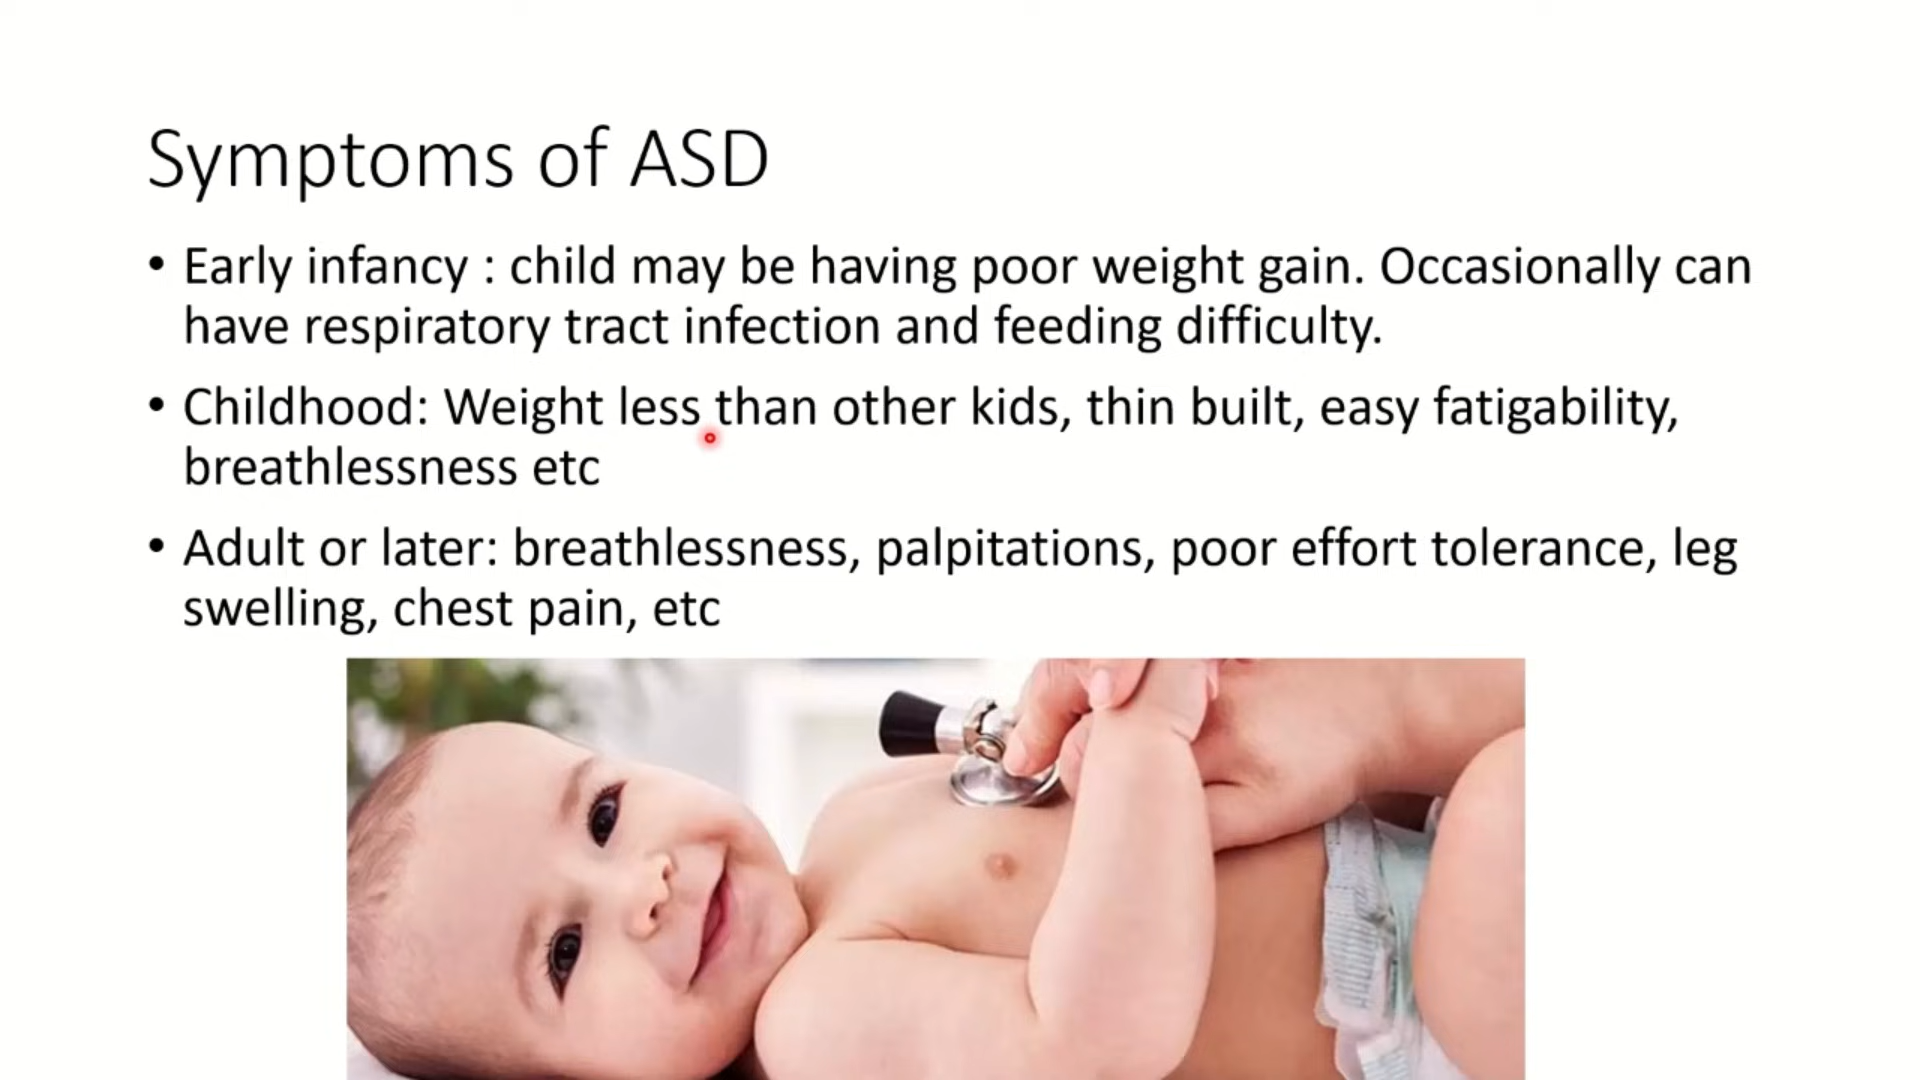 Symptoms of ASD
• Early infancy : child may be having poor weight gain. Occasionally can
have respiratory tract infection and feeding difficulty.
• Childhood: Weight less than other kids, thin built, easy fatigability,
breathlessness etc
• Adult or later: breathlessness, palpitations, poor effort tolerance, leg
swelling, chest pain, etc